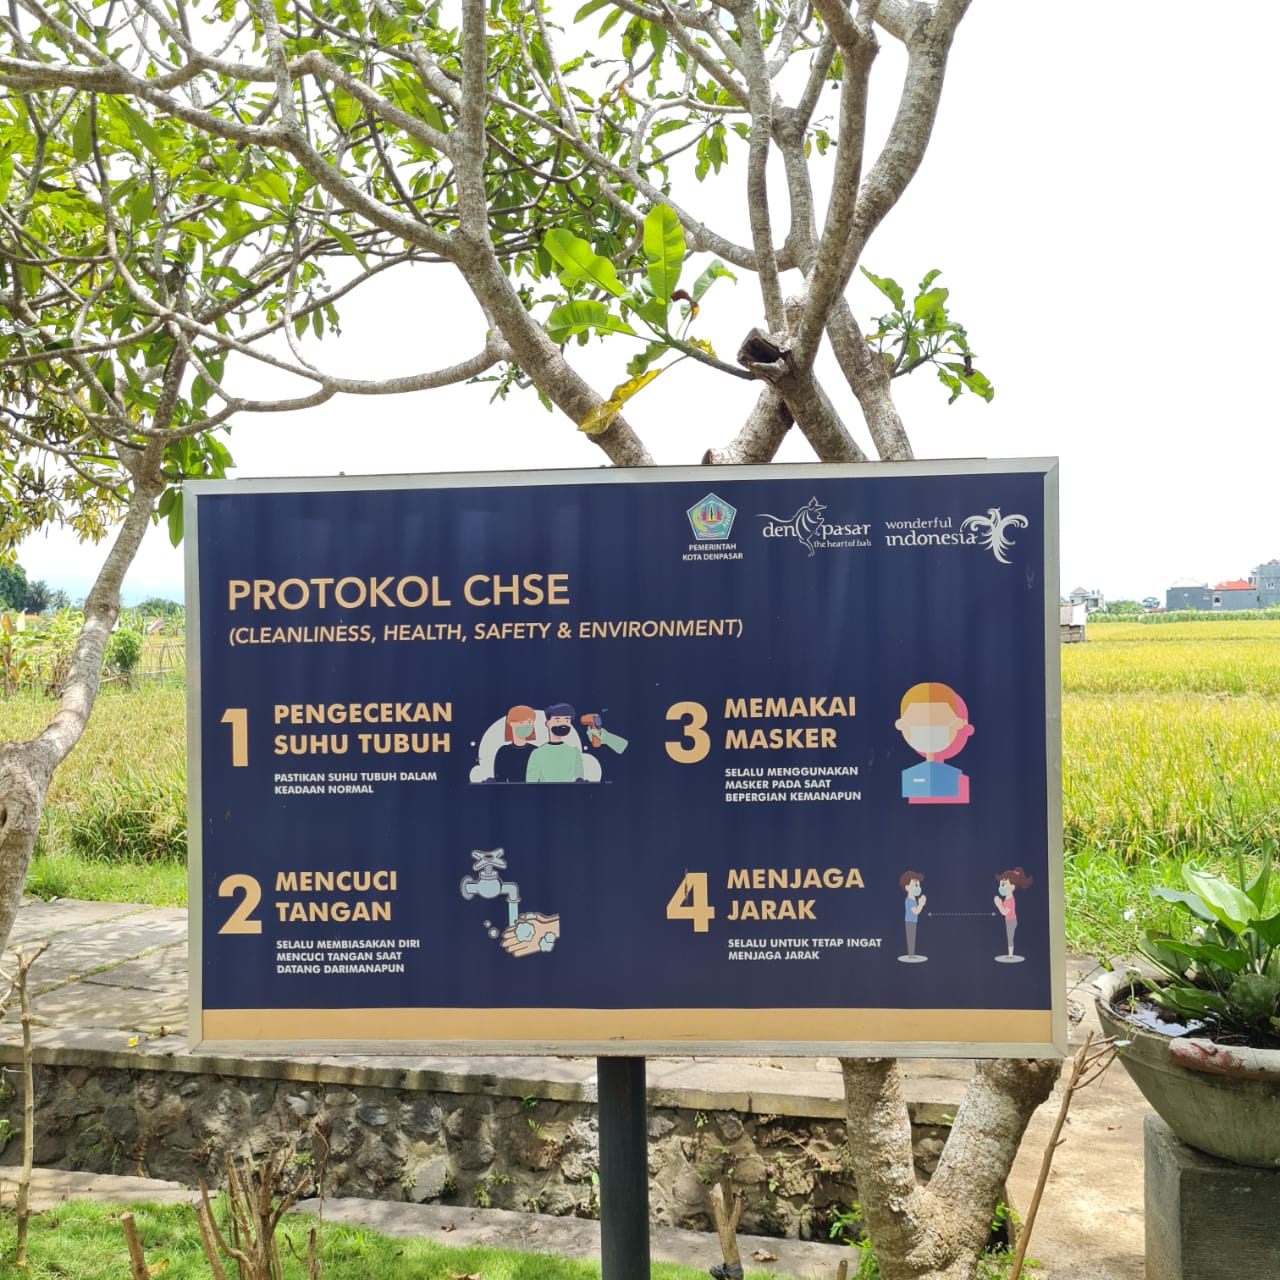 PEMERINTAH
KOTA DENPASAR
denpasar
the heart of bali
wonderful
indonesia
PROTOKOL CHSE
(CLEANLINESS, HEALTH, SAFETY & ENVIRONMENT)
1
PENGECEKAN
SUHU TUBUH
PASTIKAN SUHU TUBUH DALAM
KEADAAN NORMAL
2
MENCUCI
TANGAN
SELALU MEMBIASAKAN DIRI
MENCUCI TANGAN SAAT
DATANG DARIMANAPUN
3
MEMAKAI
MASKER
SELALU MENGGUNAKAN
MASKER PADA SAAT
BEPERGIAN KEMANAPUN
4
MENJAGA
JARAK
SELALU UNTUK TETAP INGAT
MENJAGA JARAK